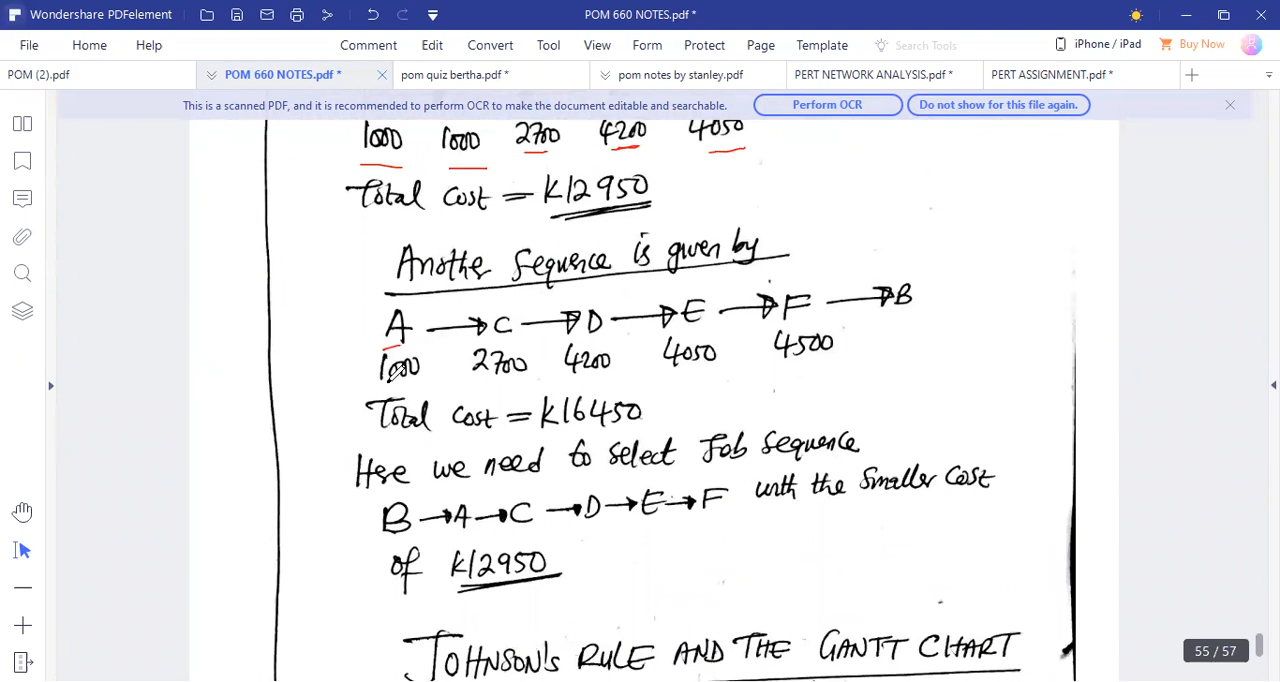 Wondershare PDFelement
POM 660 NOTES.pdf *
File Home Help Comment Edit Convert Tool View Form Protect Page Template Search Tools iPhone / iPad Buy Now
POM (2).pdf
POM 660 NOTES.pdf *
pom quiz bertha.pdf *
pom notes by stanley.pdf
PERT NETWORK ANALYSIS.pdf *
PERT ASSIGNMENT.pdf *
This is a scanned PDF, and it is recommended to perform OCR to make the document editable and searchable.
Perform OCR
Do not show for this file again.
1000 1000 2700 4200 4050
Total Cost = K12950
Another Sequence is given by
A → C → D → E → F → B
1000 2700 4200 4050 4500
Total Cost = K16450
Here we need to select Job Sequence
B → A → C → D → E → F with the smaller cost
of K12950
JOHNSON'S RULE AND THE GANTT CHART
55 / 57